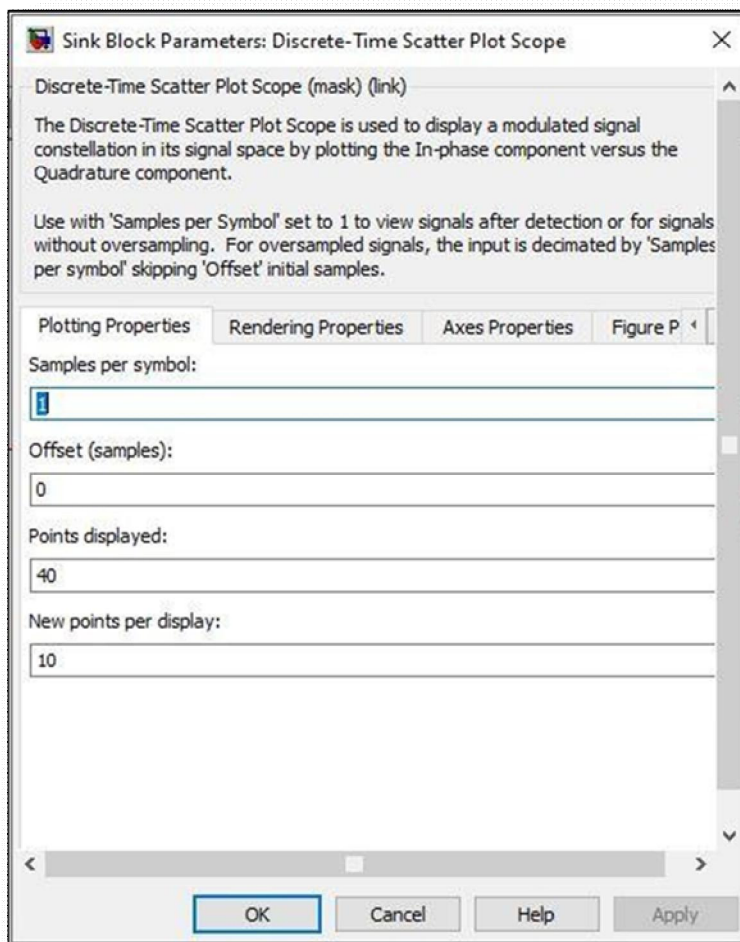 Sink Block Parameters: Discrete-Time Scatter Plot Scope
Discrete-Time Scatter Plot Scope (mask) (link)
The Discrete-Time Scatter Plot Scope is used to display a modulated signal
constellation in its signal space by plotting the In-phase component versus the
Quadrature component.
Use with 'Samples per Symbol' set to 1 to view signals after detection or for signals
without oversampling. For oversampled signals, the input is decimated by 'Samples
per symbol' skipping 'Offset' initial samples.
Plotting Properties Rendering Properties Axes Properties Figure P
Samples per symbol:
1
Offset (samples):
0
Points displayed:
40
New points per display:
10
OK Cancel Help Apply